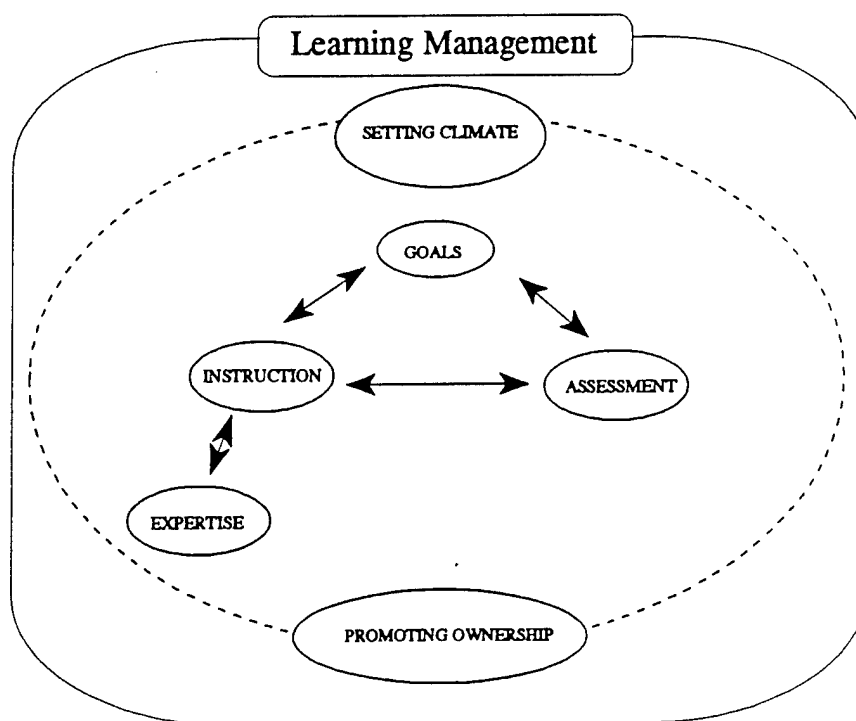 Learning Management
SETTING CLIMATE
GOALS
INSTRUCTION
ASSESSMENT
EXPERTISE
PROMOTING OWNERSHIP